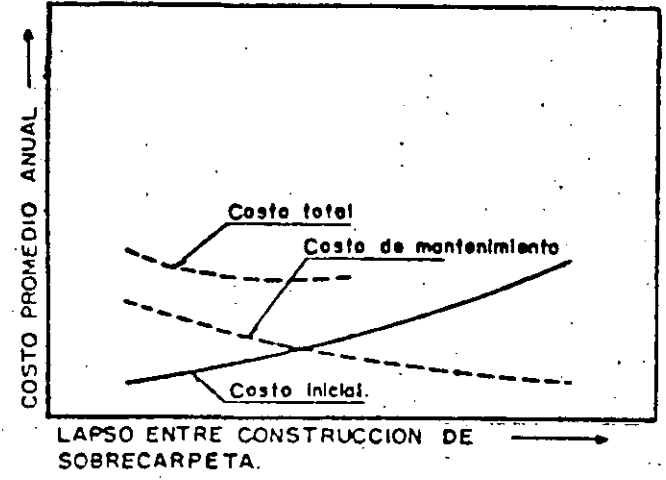 COSTO PROMEDIO ANUAL
Costo total
Costo de mantenimiento
Costo inicial.
LAPSO ENTRE CONSTRUCCION DE
SOBRECARPETA.